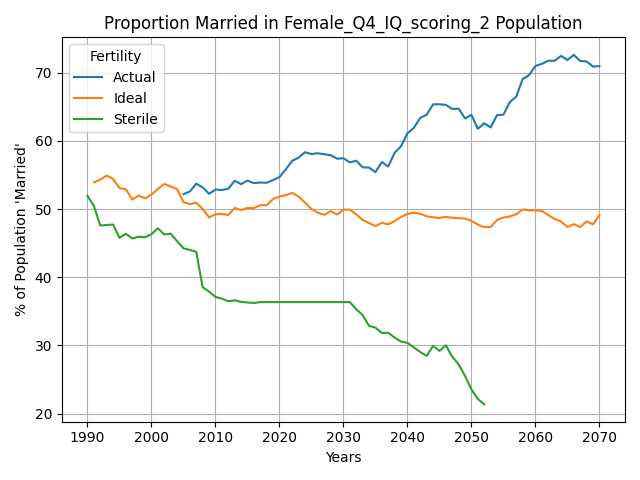 Proportion Married in Female_Q4_IQ_scoring_2 Population
% of Population 'Married'
Fertility
Actual
Ideal
Sterile
70
60
50
40
30
20
1990 2000 2010 2020 2030 2040 2050 2060 2070
Years